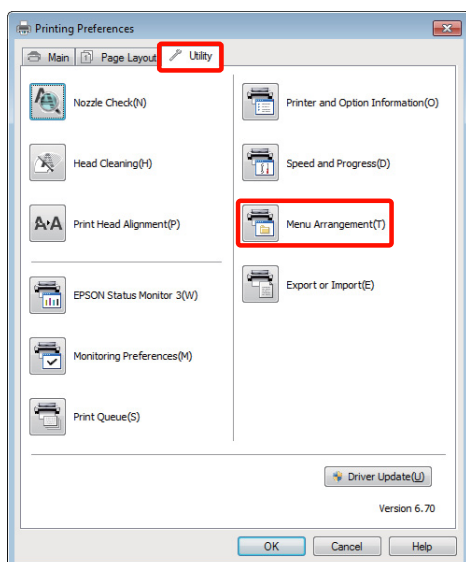 Printing Preferences
Main
Page Layout
Utility
Nozzle Check(N)
Printer and Option Information(O)
Head Cleaning(H)
Speed and Progress(D)
Print Head Alignment(P)
Menu Arrangement(T)
EPSON Status Monitor 3(W)
Export or Import(E)
Monitoring Preferences(M)
Print Queue(S)
Driver Update(U)
Version 6.70
OK
Cancel
Help